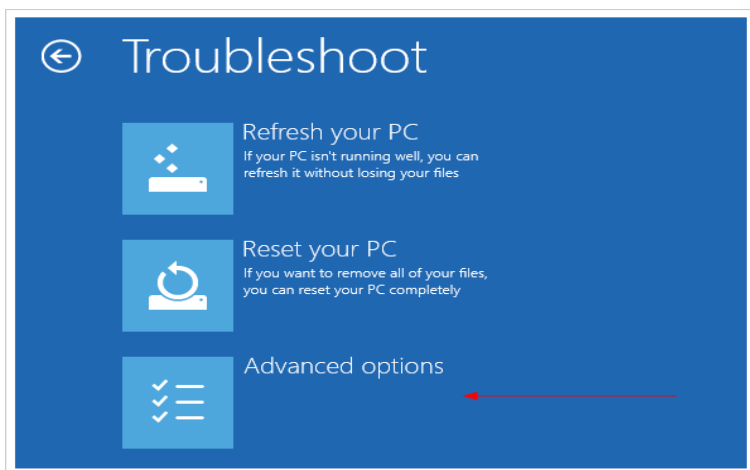 Troubleshoot
Refresh your PC
If your PC isn't running well, you can
refresh it without losing your files
Reset your PC
If you want to remove all of your files,
you can reset your PC completely
Advanced options